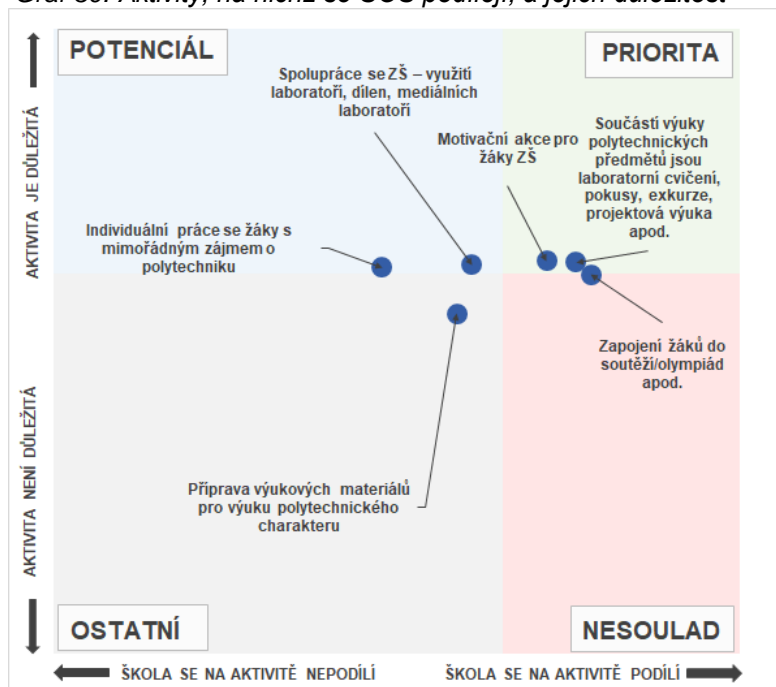 Graf 86: Aktivity, na nichž se SOŠ podílejí, a jejich důležitost
POTENCIÁL
PRIORITA
Spolupráce se ZŠ – využití
laboratoří, dílen, mediálních
laboratoří
Motivační akce pro
žáky ZŠ
Součásti výuky
polytechnických
předmětů jsou
laboratorní cvičení,
pokusy, exkurze,
projektová výuka
apod.
Individuální práce se žáky s
mimořádným zájmem o
polytechniku
Zapojení žáků do
soutěží/olympiád
apod.
Příprava výukových materiálů
pro výuku polytechnického
charakteru
OSTATNÍ
NESOULAD
AKTIVITA JE DŮLEŽITÁ
AKTIVITA NENÍ DŮLEŽITÁ
ŠKOLA SE NA AKTIVITĚ NEPODÍLÍ
ŠKOLA SE NA AKTIVITĚ PODÍLÍ